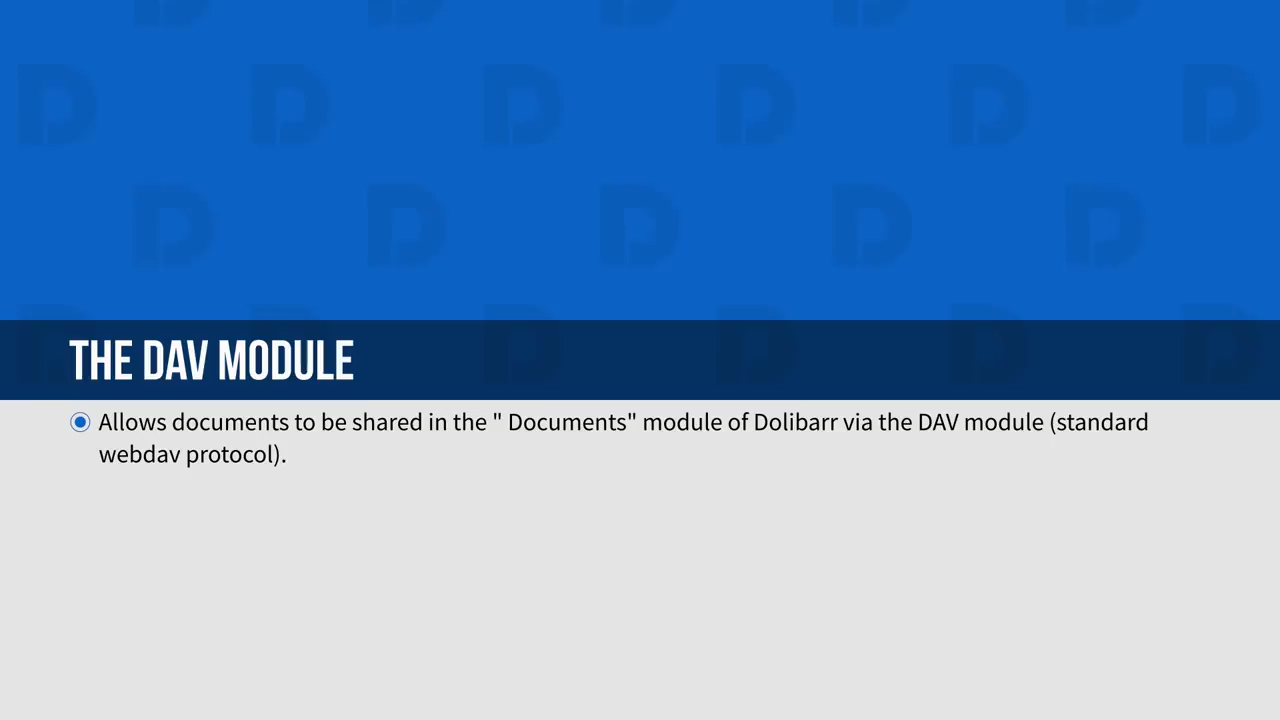 THE DAV MODULE
Allows documents to be shared in the " Documents" module of Dolibarr via the DAV module (standard
webdav protocol).